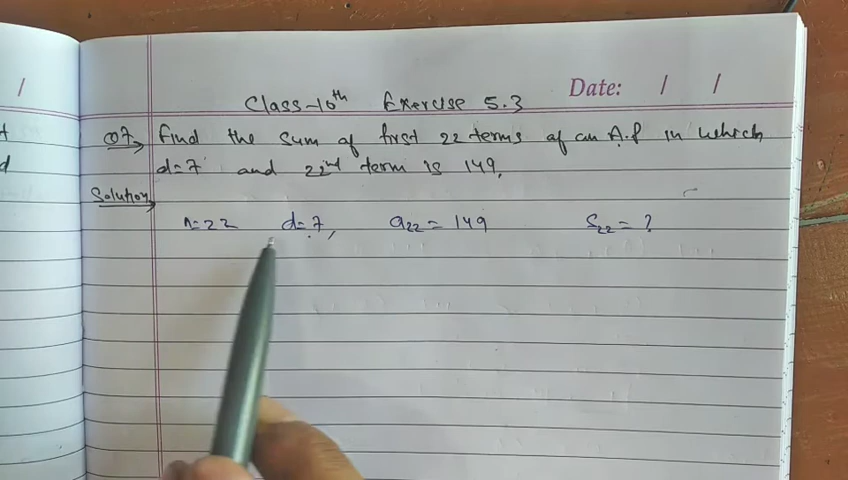 Date: / /
Class-10th Exercise 5.3
Q7 Find the sum of first 22 terms of an A.P in which
d=7 and 22nd term is 149.
Solution
n=22 d=7, a22 = 149 S22 = ?